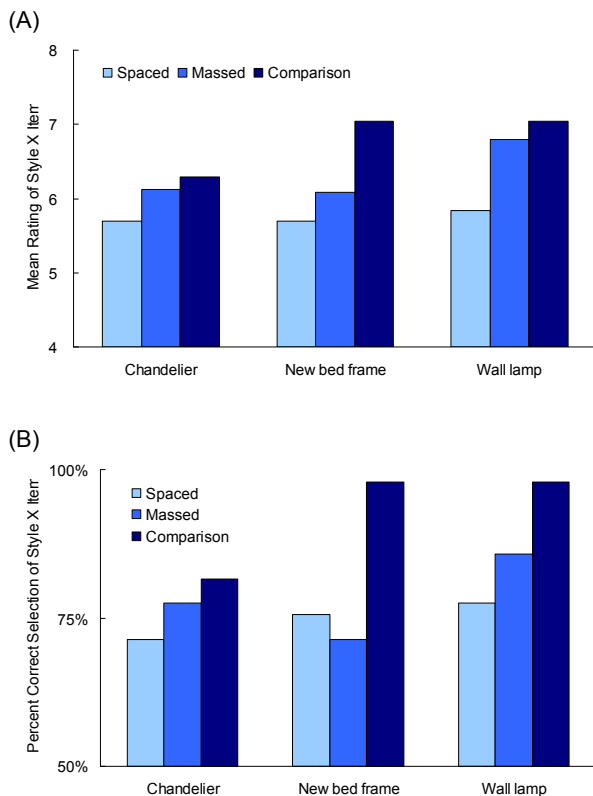 (A)
8
Spaced Massed Comparison
7
6
5
4
Mean Rating of Style X Item
Chandelier New bed frame Wall lamp
(B)
100%
Spaced
Massed
Comparison
75%
50%
Percent Correct Selection of Style X Item
Chandelier New bed frame Wall lamp